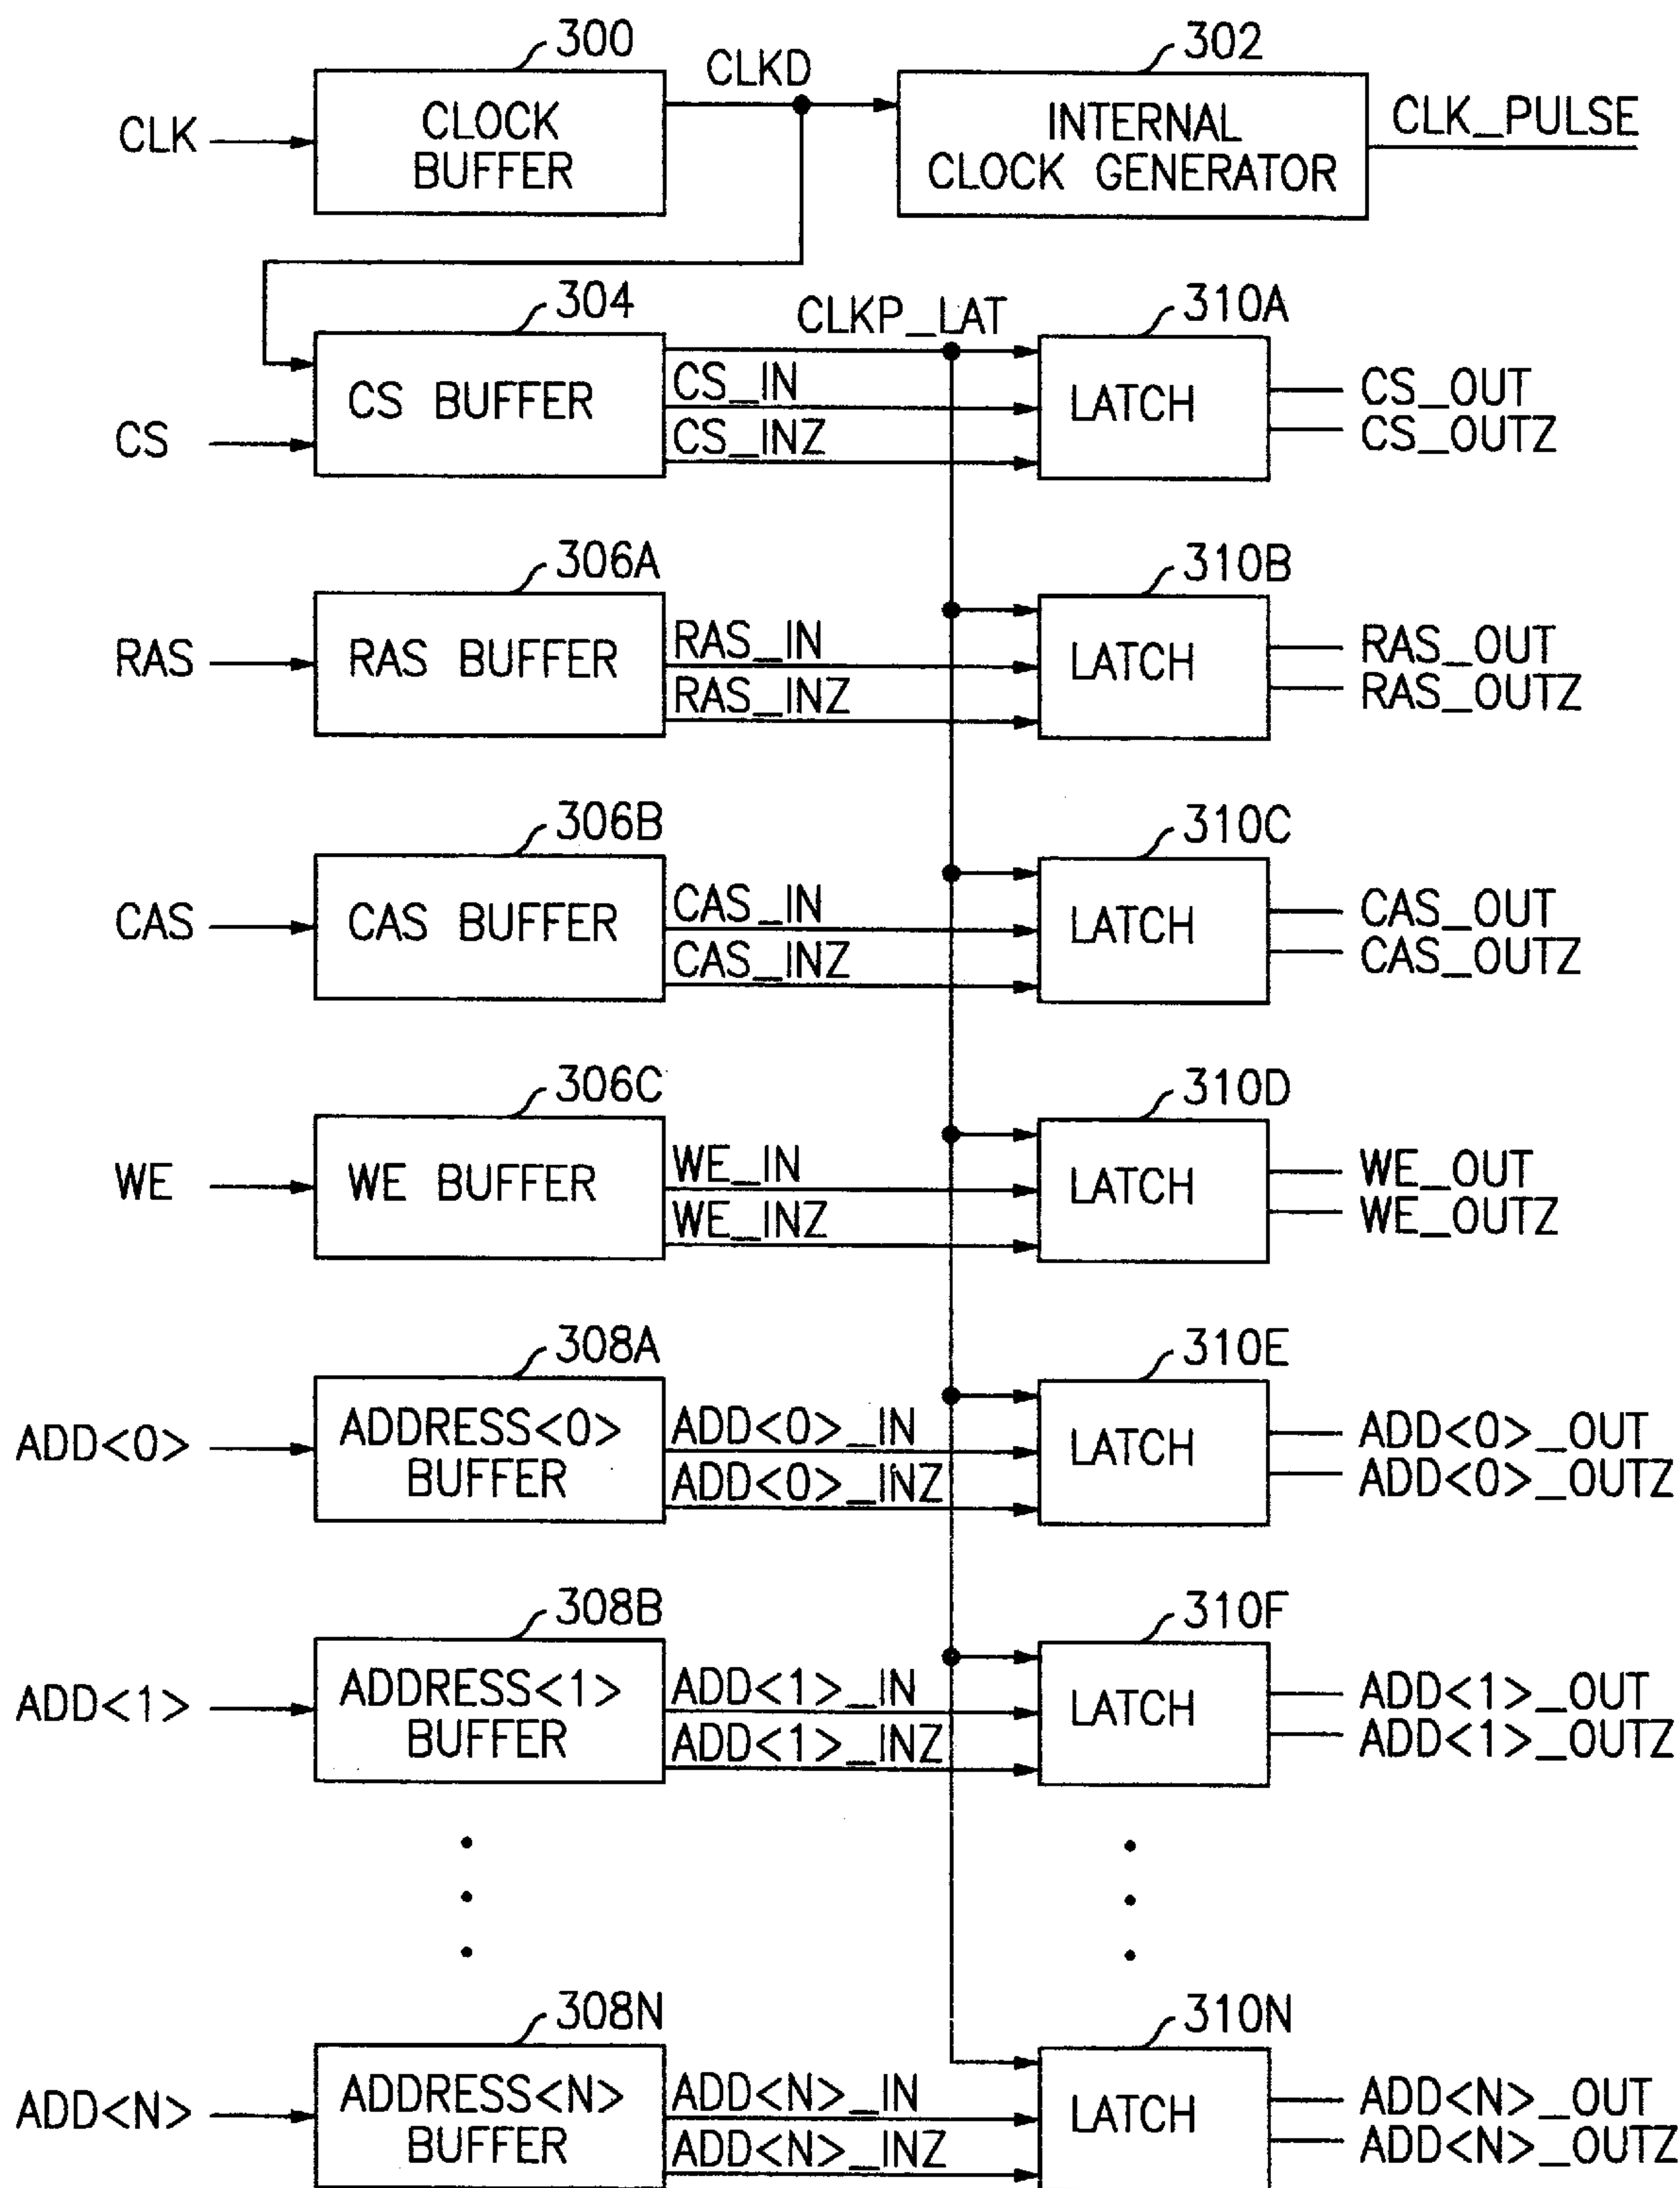 300
302
CLKD
CLK
CLOCK
BUFFER
INTERNAL
CLOCK GENERATOR
CLK_PULSE
304
310A
CLKP_LAT
CS
CS BUFFER
CS_IN
CS_INZ
LATCH
CS_OUT
CS_OUTZ
306A
310B
RAS
RAS BUFFER
RAS_IN
RAS_INZ
LATCH
RAS_OUT
RAS_OUTZ
306B
310C
CAS
CAS BUFFER
CAS_IN
CAS_INZ
LATCH
CAS_OUT
CAS_OUTZ
306C
310D
WE
WE BUFFER
WE_IN
WE_INZ
LATCH
WE_OUT
WE_OUTZ
308A
310E
ADD<0>
ADDRESS<0>
BUFFER
ADD<0>_IN
ADD<0>_INZ
LATCH
ADD<0>_OUT
ADD<0>_OUTZ
308B
310F
ADD<1>
ADDRESS<1>
BUFFER
ADD<1>_IN
ADD<1>_INZ
LATCH
ADD<1>_OUT
ADD<1>_OUTZ
308N
310N
ADD<N>
ADDRESS<N>
BUFFER
ADD<N>_IN
ADD<N>_INZ
LATCH
ADD<N>_OUT
ADD<N>_OUTZ